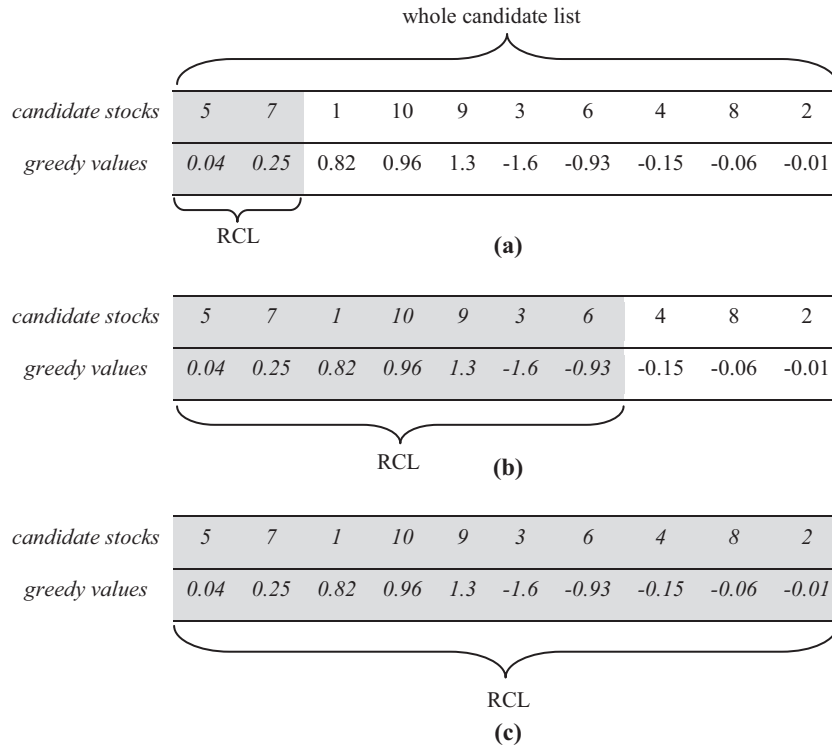 whole candidate list
candidate stocks 5 7 1 10 9 3 6 4 8 2
greedy values 0.04 0.25 0.82 0.96 1.3 -1.6 -0.93 -0.15 -0.06 -0.01
RCL
(a)
candidate stocks 5 7 1 10 9 3 6 4 8 2
greedy values 0.04 0.25 0.82 0.96 1.3 -1.6 -0.93 -0.15 -0.06 -0.01
RCL
(b)
candidate stocks 5 7 1 10 9 3 6 4 8 2
greedy values 0.04 0.25 0.82 0.96 1.3 -1.6 -0.93 -0.15 -0.06 -0.01
RCL
(c)